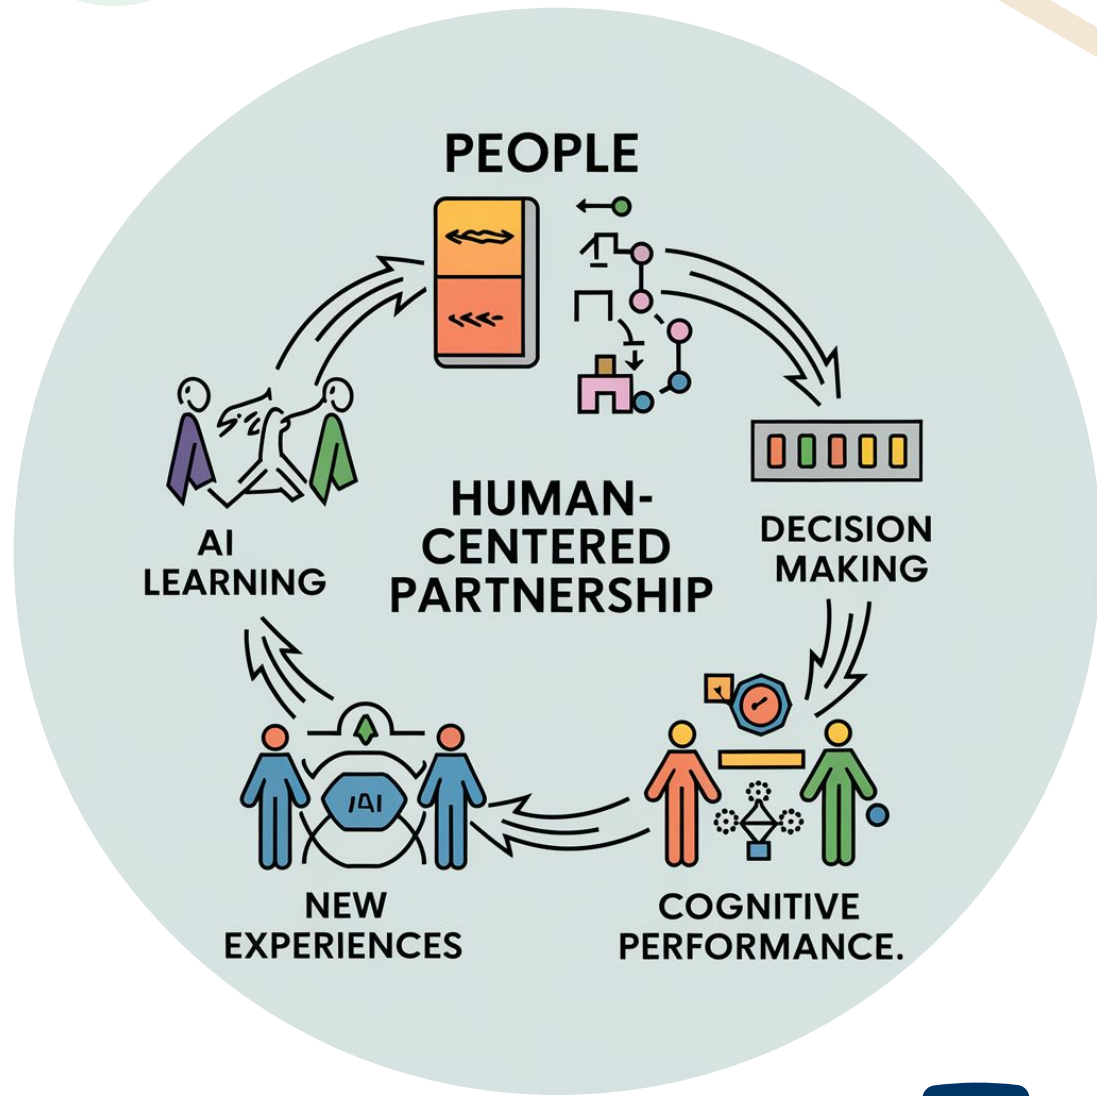 PEOPLE
HUMAN-
CENTERED
PARTNERSHIP
DECISION
MAKING
COGNITIVE
PERFORMANCE.
NEW
EXPERIENCES
AI
LEARNING